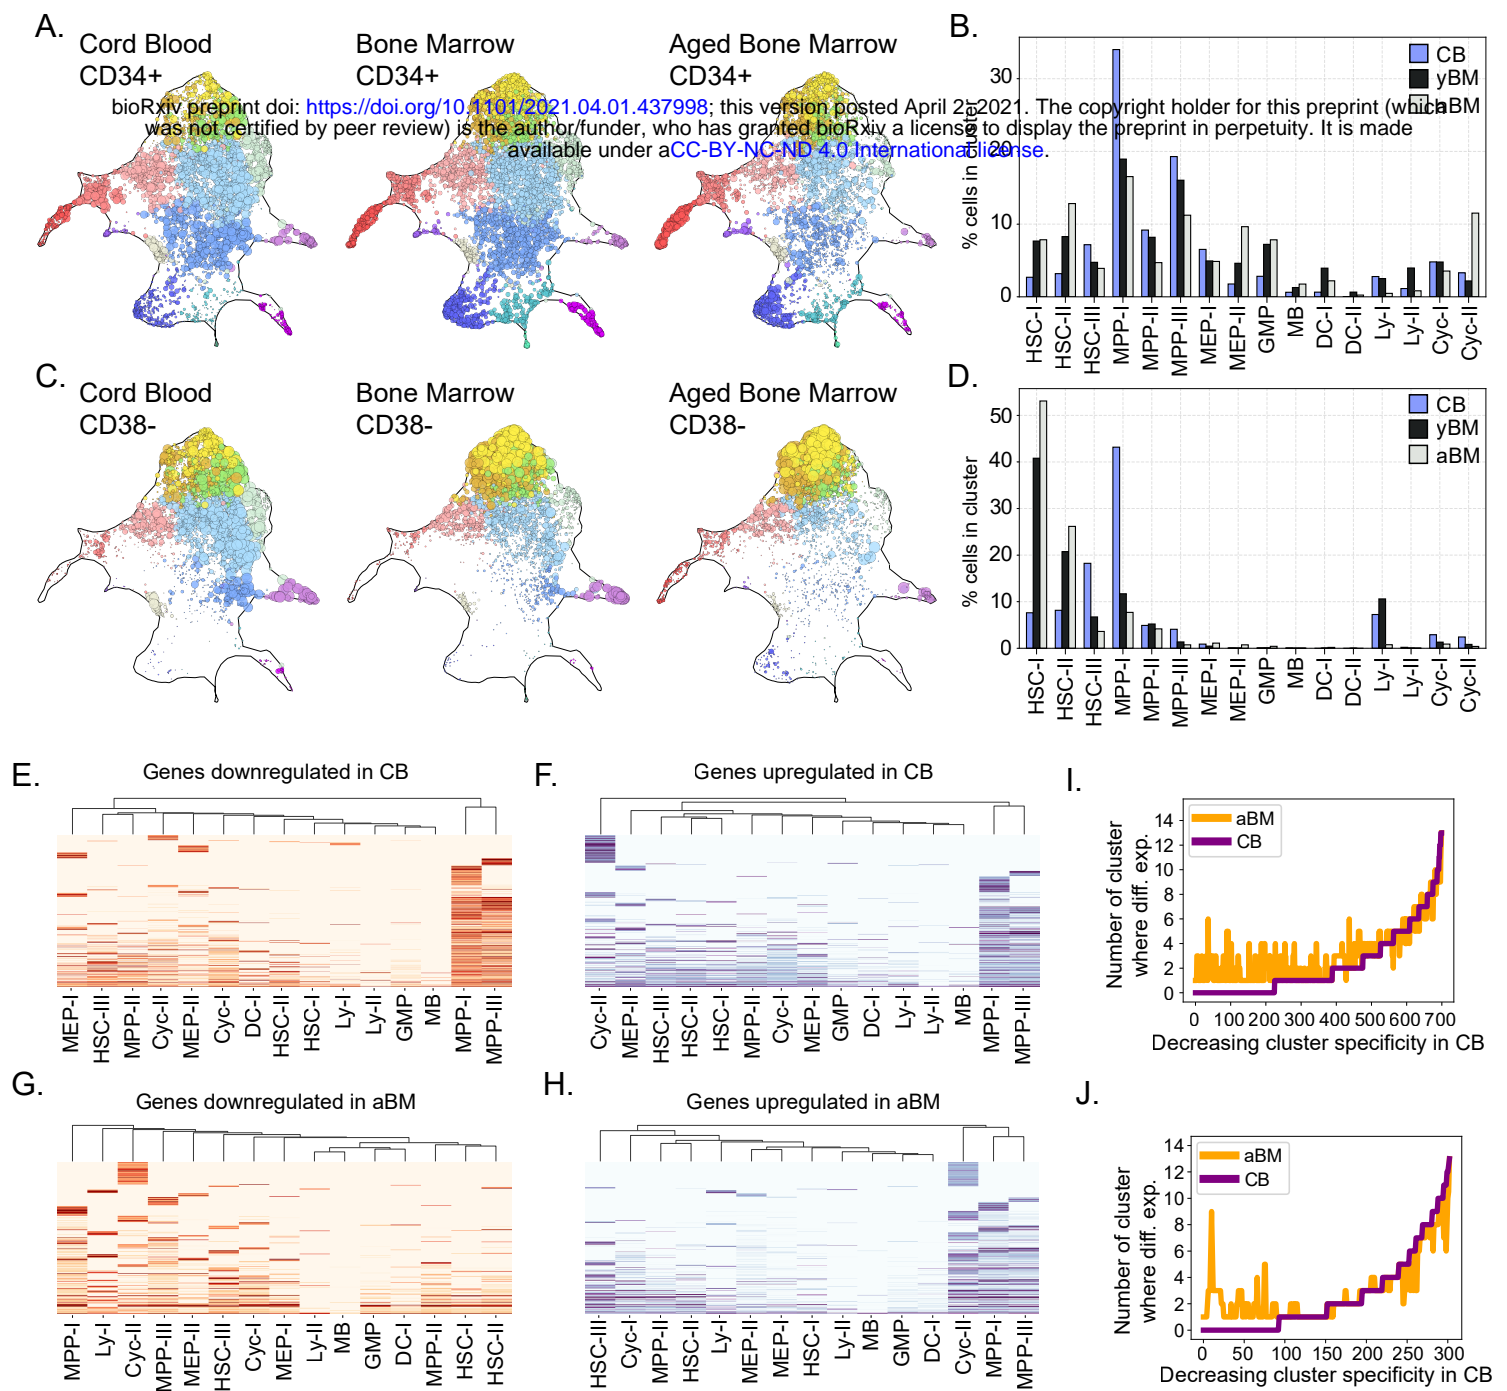 A.
Cord Blood
CD34+
Bone Marrow
CD34+
Aged Bone Marrow
CD34+
bioRxiv preprint doi: https://doi.org/10.1101/2021.04.01.437998; this version posted April 2, 2021. The copyright holder for this preprint (which
was not certified by peer review) is the author/funder, who has granted bioRxiv a license to display the preprint in perpetuity. It is made
available under aCC-BY-NC-ND 4.0 International license.
B.
CB
yBM
aBM
% cells in cluster
30
20
10
0
HSC-I
HSC-II
HSC-III
MPP-I
MPP-II
MPP-III
MEP-I
MEP-II
GMP
MB
DC-I
DC-II
Ly-I
Ly-II
Cyc-I
Cyc-II
C.
Cord Blood
CD38-
Bone Marrow
CD38-
Aged Bone Marrow
CD38-
D.
CB
yBM
aBM
% cells in cluster
50
40
30
20
10
0
HSC-I
HSC-II
HSC-III
MPP-I
MPP-II
MPP-III
MEP-I
MEP-II
GMP
MB
DC-I
DC-II
Ly-I
Ly-II
Cyc-I
Cyc-II
E.
Genes downregulated in CB
MEP-I
HSC-III
MPP-II
Cyc-II
MEP-II
Cyc-I
DC-I
HSC-II
HSC-I
Ly-I
Ly-II
GMP
MB
MPP-I
MPP-III
F.
Genes upregulated in CB
Cyc-II
MEP-II
HSC-III
HSC-II
HSC-I
MPP-II
Cyc-I
MEP-I
GMP
DC-I
Ly-I
Ly-II
MB
MPP-I
MPP-III
I.
Number of cluster
where diff. exp.
14
12
10
8
6
4
2
0
aBM
CB
0 100 200 300 400 500 600 700
Decreasing cluster specificity in CB
G.
Genes downregulated in aBM
MPP-I
Ly-I
Cyc-II
MPP-III
MEP-II
HSC-III
Cyc-I
MEP-I
Ly-II
MB
GMP
DC-I
MPP-II
HSC-I
HSC-II
H.
Genes upregulated in aBM
HSC-III
Cyc-I
MPP-II
HSC-II
Ly-I
MEP-II
MEP-I
HSC-I
Ly-II
MB
GMP
DC-I
Cyc-II
MPP-I
MPP-III
J.
Number of cluster
where diff. exp.
14
12
10
8
6
4
2
0
aBM
CB
0 50 100 150 200 250 300
Decreasing cluster specificity in CB